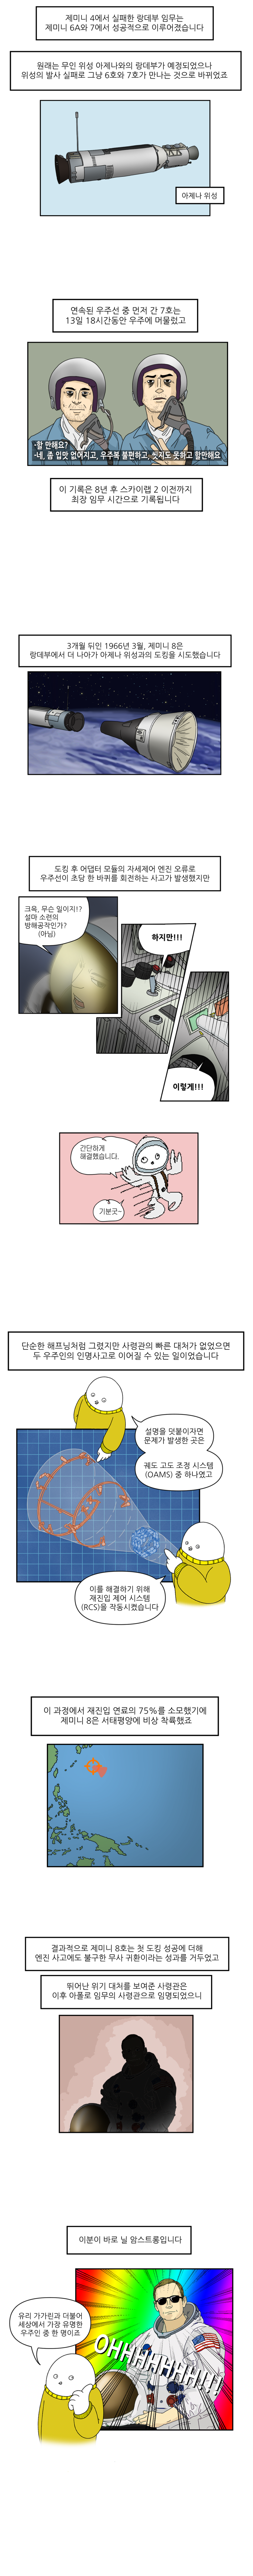 제미니 4에서 실패한 랑데부 임무는
제미니 6A와 7에서 성공적으로 이루어졌습니다
원래는 무인 위성 아제나와의 랑데부가 예정되었으나
위성의 발사 실패로 그냥 6호와 7호가 만나는 것으로 바뀌었죠
아제나 위성
연속된 우주선 중 먼저 간 7호는
13일 18시간동안 우주에 머물렀고
-할 만해요?
-네, 좀 입맛 없어지고, 우주복 불편하고, 씻지도 못하고 할만해요
이 기록은 8년 후 스카이랩 2 이전까지
최장 임무 시간으로 기록됩니다
3개월 뒤인 1966년 3월, 제미니 8은
랑데부에서 더 나아가 아제나 위성과의 도킹을 시도했습니다
도킹 후 어댑터 모듈의 자세제어 엔진 오류로
우주선이 초당 한 바퀴를 회전하는 사고가 발생했지만
크윽, 무슨 일이지!?
설마 소련의
방해공작인가?
(아님)
하지만!!!
이렇게!!!
간단하게
해결했습니다.
기분굿~
단순한 해프닝처럼 그렸지만 사령관의 빠른 대처가 없었으면
두 우주인의 인명사고로 이어질 수 있는 일이었습니다
설명을 덧붙이자면
문제가 발생한 곳은
궤도 고도 조정 시스템
(OAMS) 중 하나였고
이를 해결하기 위해
재진입 제어 시스템
(RCS)을 작동시켰습니다
이 과정에서 재진입 연료의 75%를 소모했기에
제미니 8은 서태평양에 비상 착륙했죠
결과적으로 제미니 8호는 첫 도킹 성공에 더해
엔진 사고에도 불구한 무사 귀환이라는 성과를 거두었고
뛰어난 위기 대처를 보여준 사령관은
이후 아폴로 임무의 사령관으로 임명되었으니
이분이 바로 닐 암스트롱입니다
유리 가가린과 더불어
세상에서 가장 유명한
우주인 중 한 명이죠
OHHHHHHH!!!